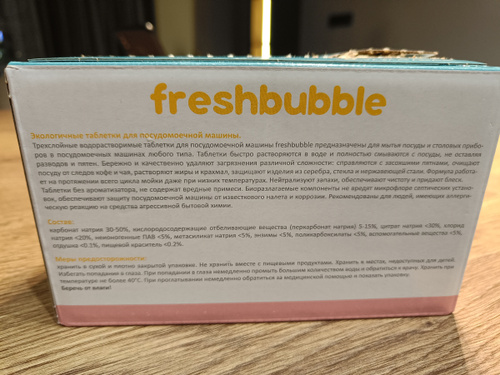 freshbubble
Экологичные таблетки для посудомоечной машины.
Трехслойные водорастворимые таблетки для посудомоечной машины freshbubble предназначены для мытья посуды и столовых прибо-
ров в посудомоечных машинах любого типа. Таблетки быстро растворяются в воде и полностью смываются с посуды, не оставляя
разводов и пятен. Бережно и качественно удаляют загрязнения различной сложности: справляются с засохшими пятнами, очищают
посуду от следов кофе и чая, растворяют жиры и крахмал, защищают изделия из серебра, стекла и нержавеющей стали. Формула работа-
ет на протяжении всего цикла мойки даже при низких температурах. Нейтрализуют запахи, обеспечивают чистоту и придают блеск.
Таблетки без ароматизатора, не содержат вредные примеси. Биоразлагаемые компоненты не вредят микрофлоре септических устано-
вок, обеспечивают защиту посудомоечной машины от известкового налета и коррозии. Рекомендованы для людей, имеющих аллерги-
ческую реакцию на средства агрессивной бытовой химии.
Состав:
карбонат натрия 30-50%, кислородосодержащие отбеливающие вещества (перкарбонат натрия) 5-15%, цитрат натрия <30%, хлорид
натрия <20%, неионогенные ПАВ <5%, метасиликат натрия <5%, энзимы <5%, поликарбоксилаты <5%, вспомогательные вещества <5%,
отдушка <0.1%, пищевой краситель <0.2%.
Меры предосторожности:
хранить в сухой и плотно закрытой упаковке. Не хранить вместе с пищевыми продуктами. Хранить в местах, недоступных для детей.
Избегать попадания в глаза. При попадании в глаза немедленно промыть большим количеством воды и обратиться к врачу. Хранить при
температуре не более 40°C. При проглатывании немедленно обратиться за медицинской помощью и показать упаковку.
Беречь от влаги!